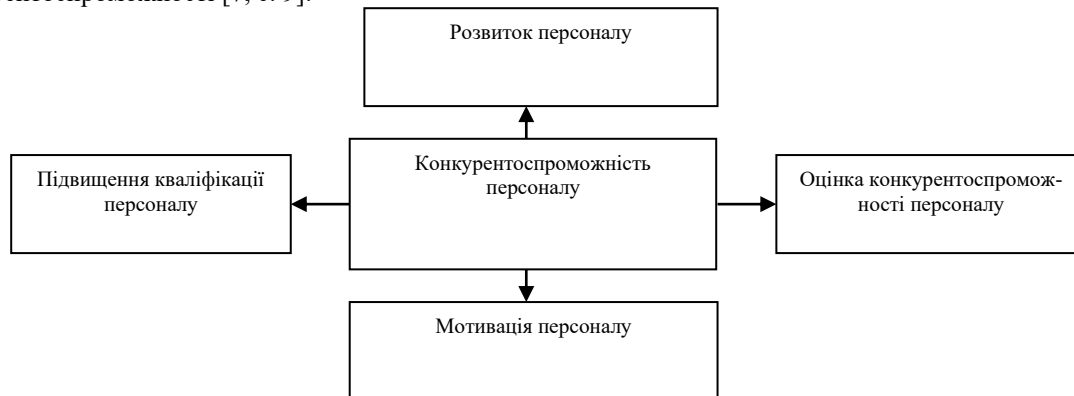 Розвиток персоналу
Конкурентоспроможність
персоналу
Підвищення кваліфікації
персоналу
Оцінка конкурентоспромож-
ності персоналу
Мотивація персоналу